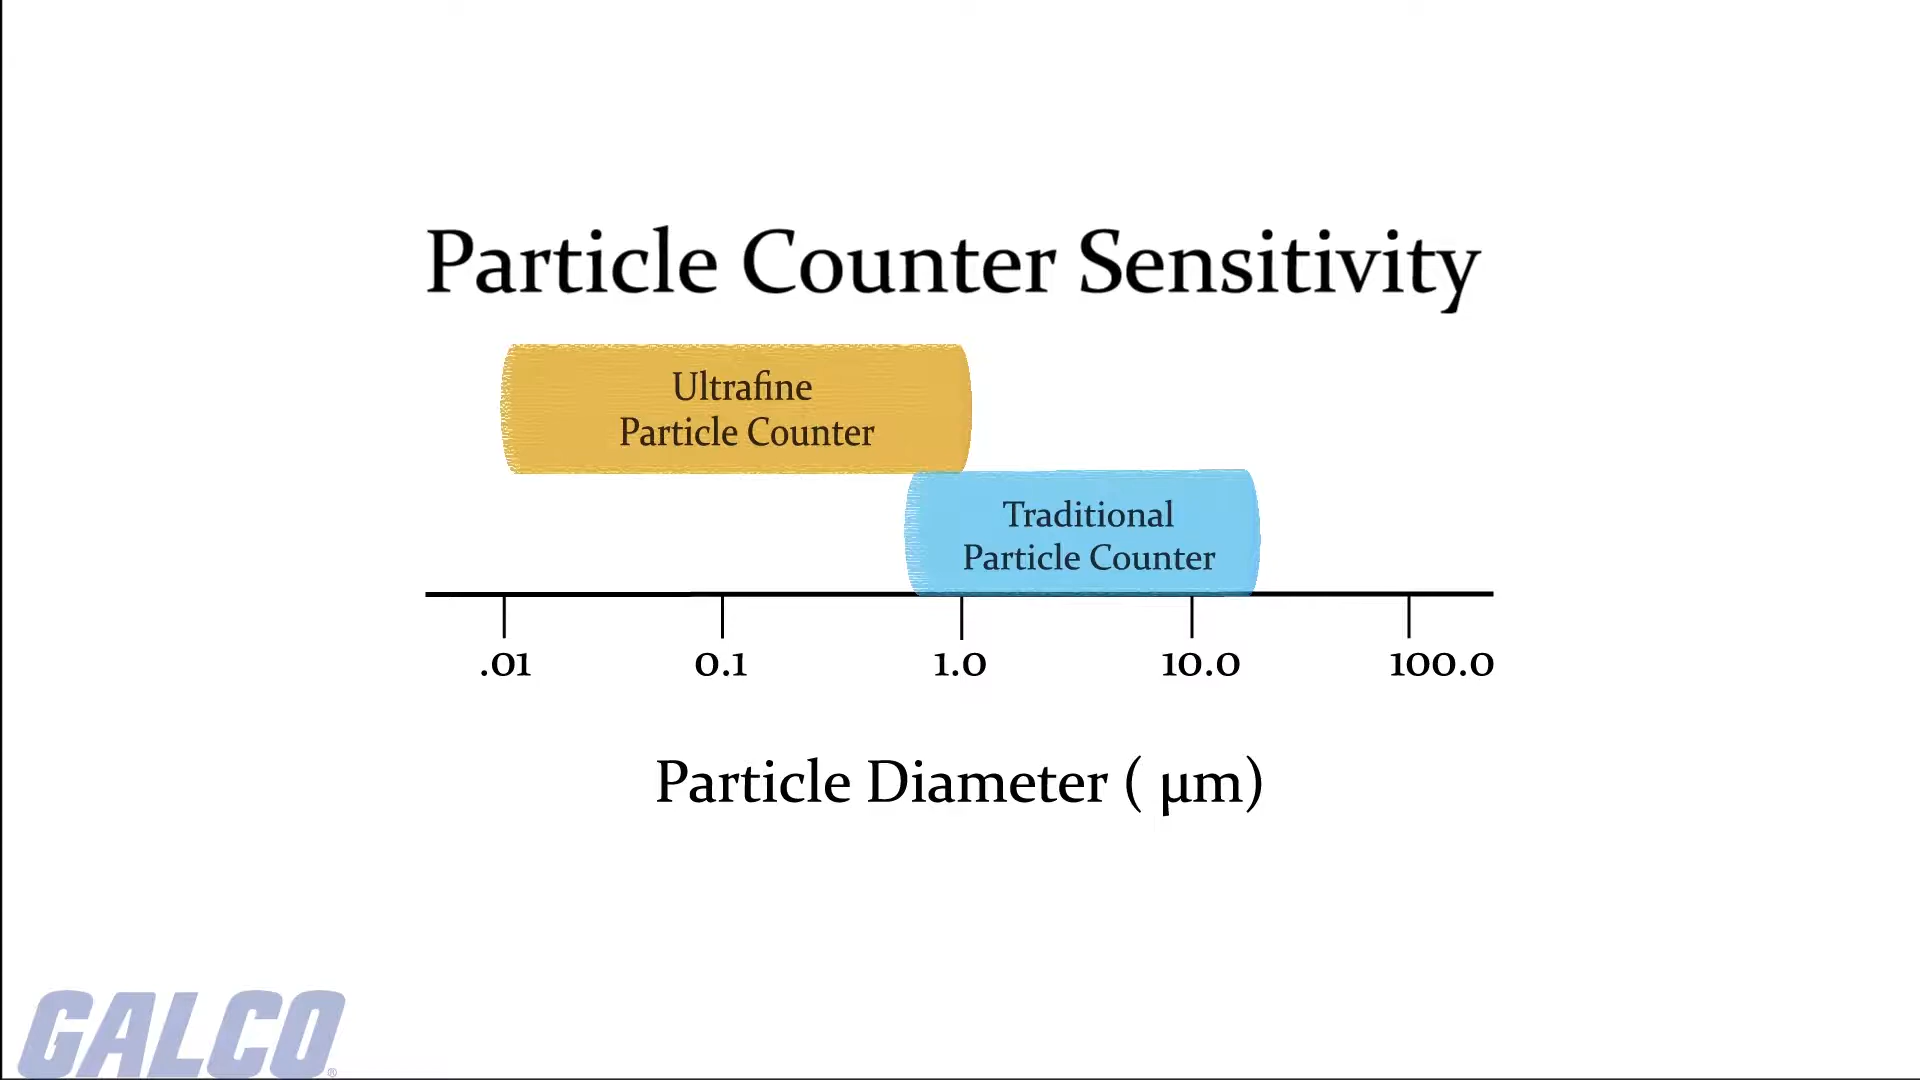 Particle Counter Sensitivity
Ultrafine
Particle Counter
Traditional
Particle Counter
.01 0.1 1.0 10.0 100.0
Particle Diameter ( µm)
GALCO®